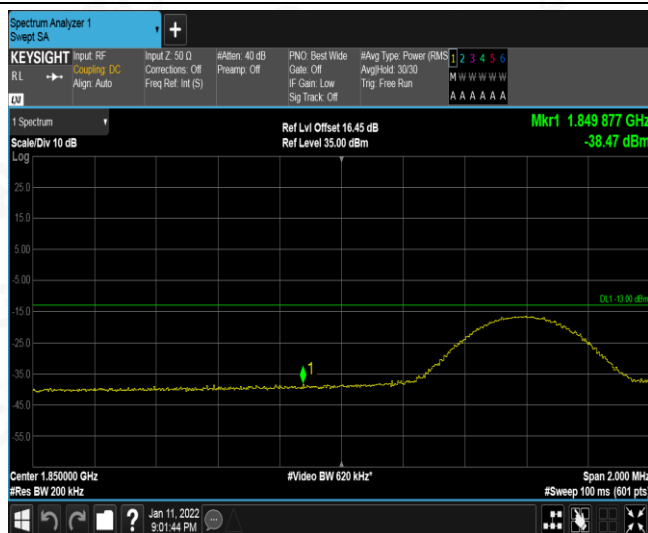 Spectrum Analyzer 1
Swept SA
KEYSIGHT Input: RF Input Z: 50 Ω #Atten: 40 dB PNO: Best Wide #Avg Type: Power (RMS 1 2 3 4 5 6
RL Coupling: DC Corrections: Off Preamp: Off Gate: Off Avg|Hold: 30/30 M W W W W W
Align: Auto Freq Ref: Int (S) IF Gain: Low Trig: Free Run
Sig Track: Off A A A A A A
1 Spectrum Ref Lvl Offset 16.45 dB Mkr1 1.849 877 GHz
Scale/Div 10 dB Ref Level 35.00 dBm -38.47 dBm
Log
25.0
15.0
5.00
-5.00
DL1 -13.00 dBm
-15.0
-25.0
1
-35.0
-45.0
-55.0
Center 1.850000 GHz #Video BW 620 kHz* Span 2.000 MHz
#Res BW 200 kHz #Sweep 100 ms (601 pts)
? Jan 11, 2022
9:01:44 PM